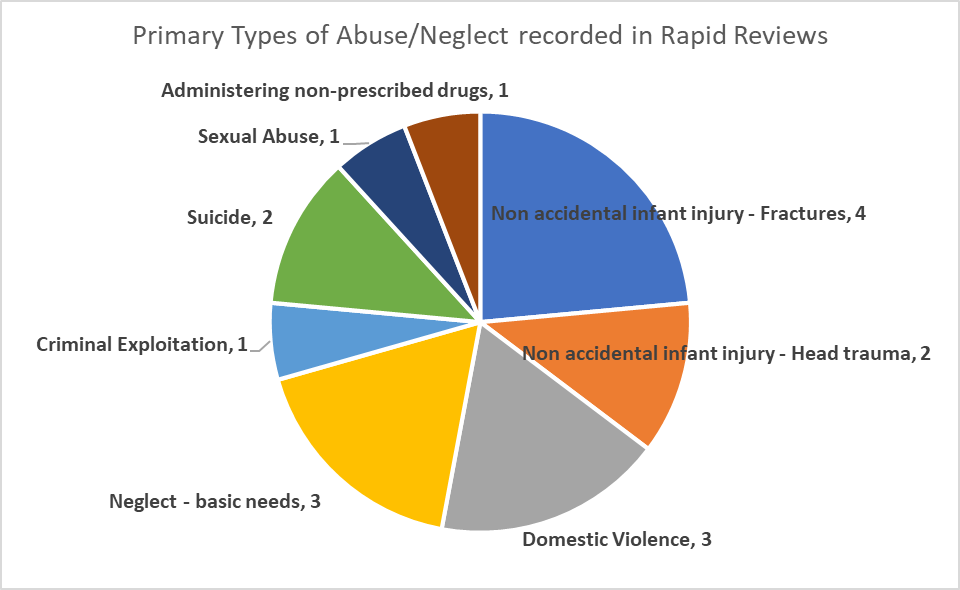 Primary Types of Abuse/Neglect recorded in Rapid Reviews
Administering non-prescribed drugs, 1
Sexual Abuse, 1
Non accidental infant injury - Fractures, 4
Suicide, 2
Criminal Exploitation, 1
Non accidental infant injury - Head trauma, 2
Neglect - basic needs, 3
Domestic Violence, 3